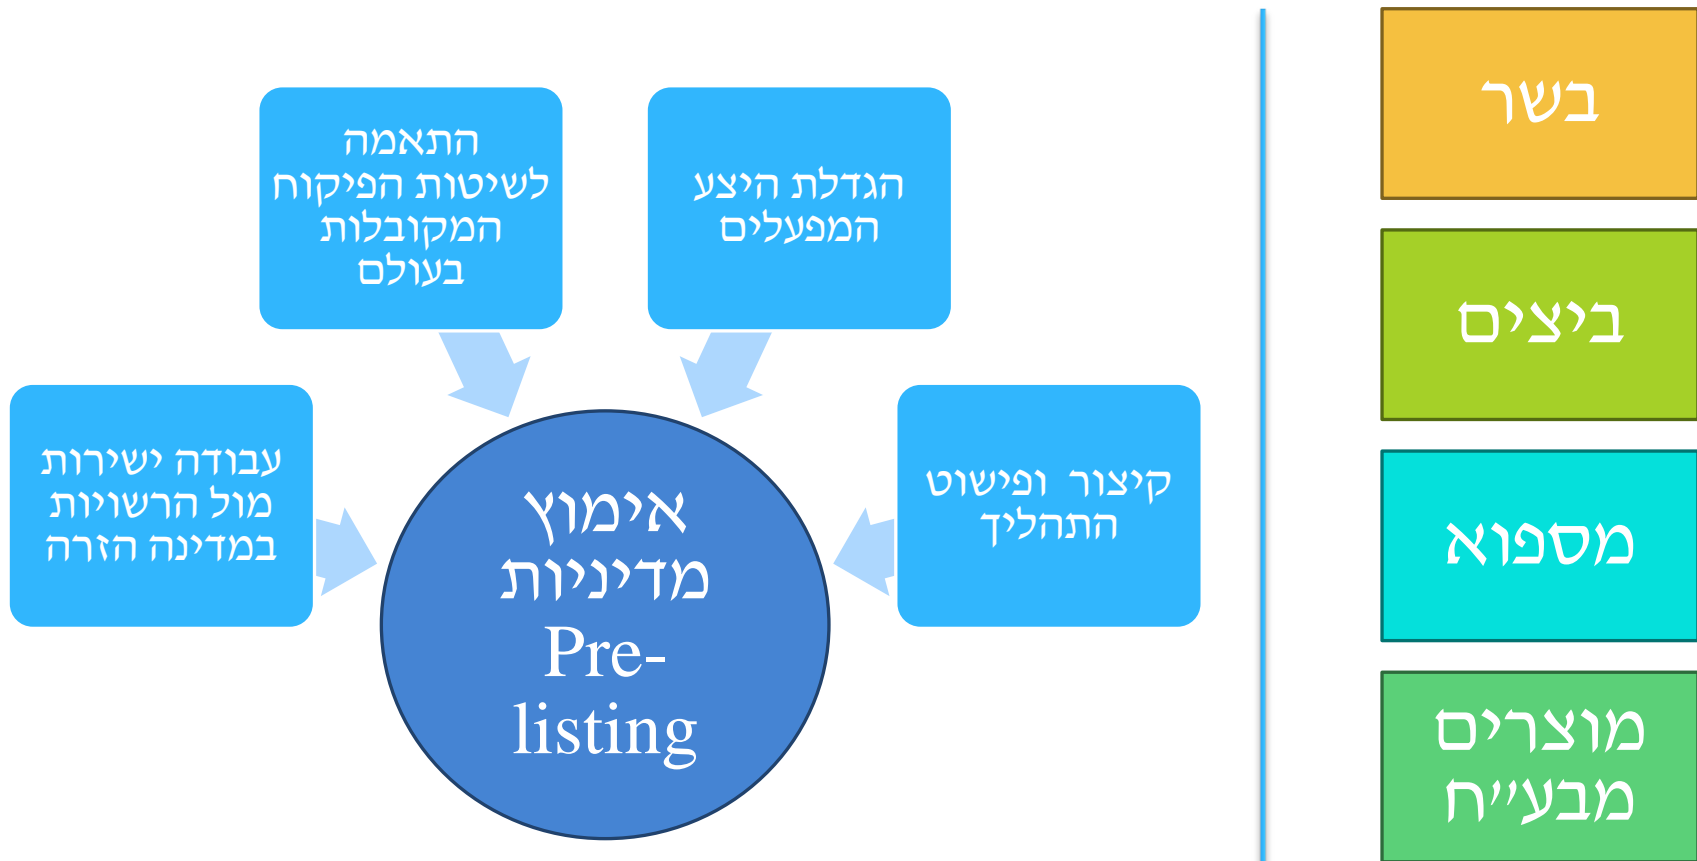 בשר
ביצים
מספוא
מוצרים
מבע״ח
הגדלת היצע
המפעלים
התאמה
לשיטות הפיקוח
המקובלות
בעולם
קיצור ופישוט
התהליך
עבודה ישירות
מול הרשויות
במדינה הזרה
אימוץ
מדיניות
Pre-
listing